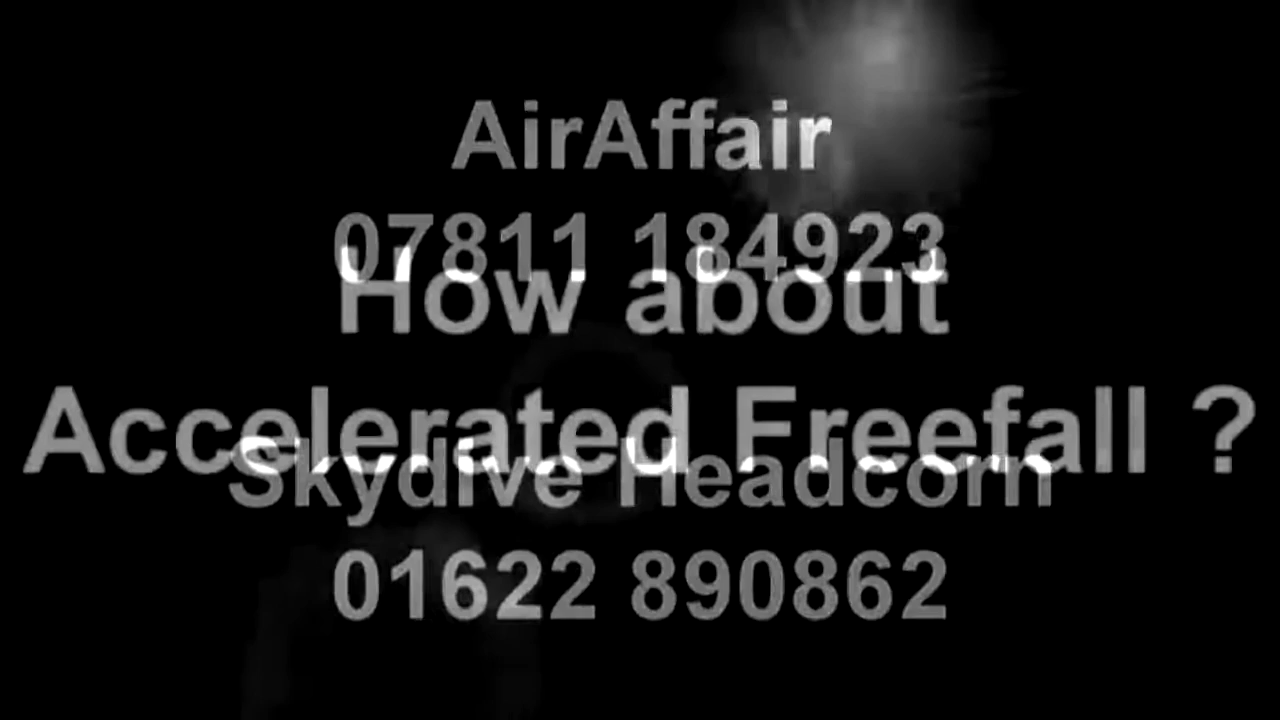 AirAffair
07811 184923
How about
Accelerated Freefall ?
Skydive Headcorn
01622 890862